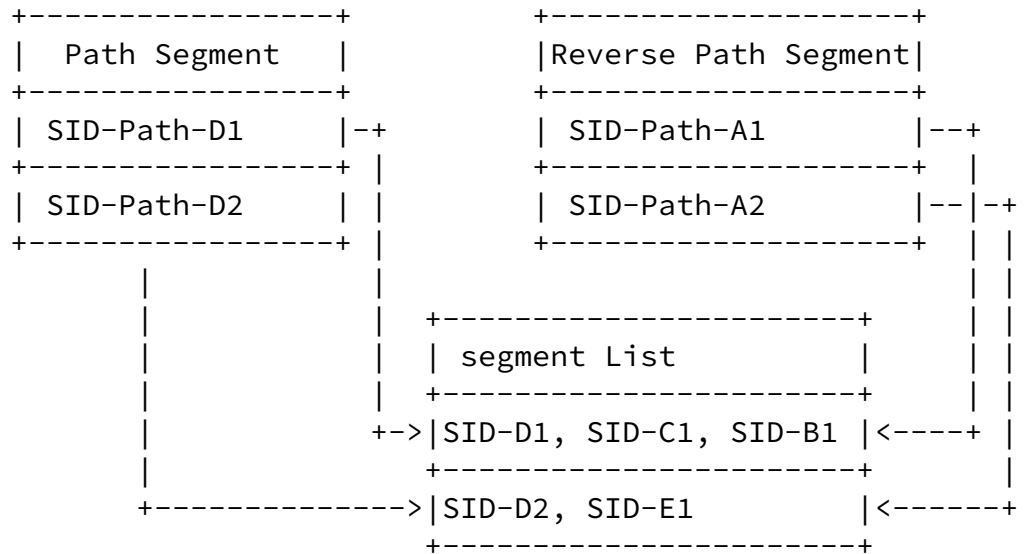 Path Segment
Reverse Path Segment
SID-Path-D1
SID-Path-A1
SID-Path-D2
SID-Path-A2
segment List
SID-D1, SID-C1, SID-B1
SID-D2, SID-E1